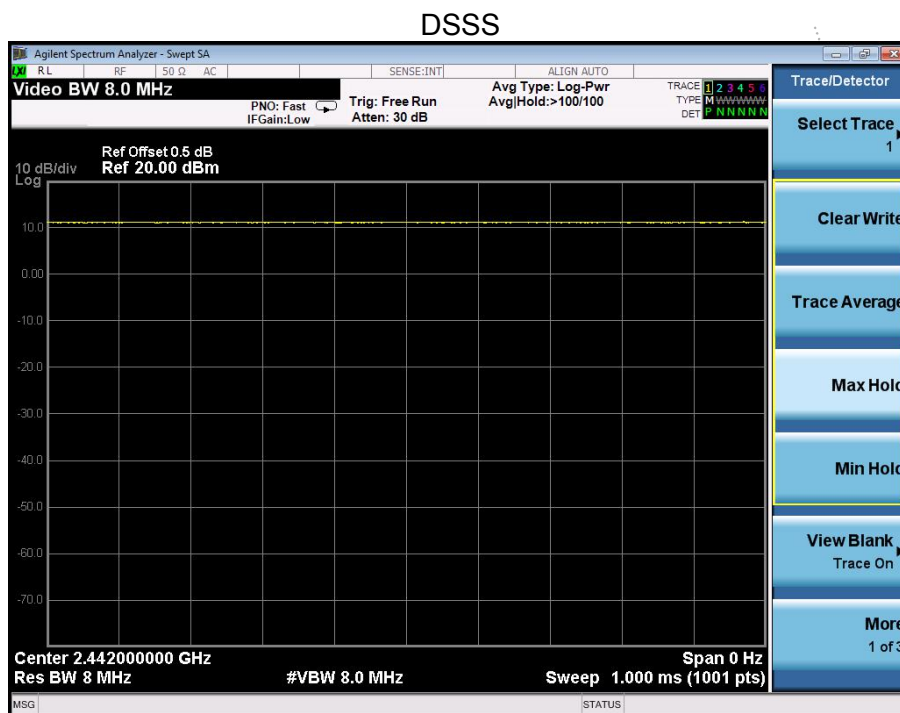 DSSS
Agilent Spectrum Analyzer - Swept SA
LXI RL RF 50 Ω AC SENSE:INT ALIGN AUTO
Video BW 8.0 MHz
PNO: Fast
IFGain:Low
Trig: Free Run
Atten: 30 dB
Avg Type: Log-Pwr
Avg|Hold:>100/100
TRACE 1 2 3 4 5 6
TYPE M WWWWW
DET P N N N N N
Ref Offset 0.5 dB
10 dB/div Ref 20.00 dBm
Log
10.0
0.00
-10.0
-20.0
-30.0
-40.0
-50.0
-60.0
-70.0
Center 2.442000000 GHz Span 0 Hz
Res BW 8 MHz #VBW 8.0 MHz Sweep 1.000 ms (1001 pts)
MSG STATUS
Trace/Detector
Select Trace
1
Clear Write
Trace Average
Max Hold
Min Hold
View Blank
Trace On
More
1 of 3